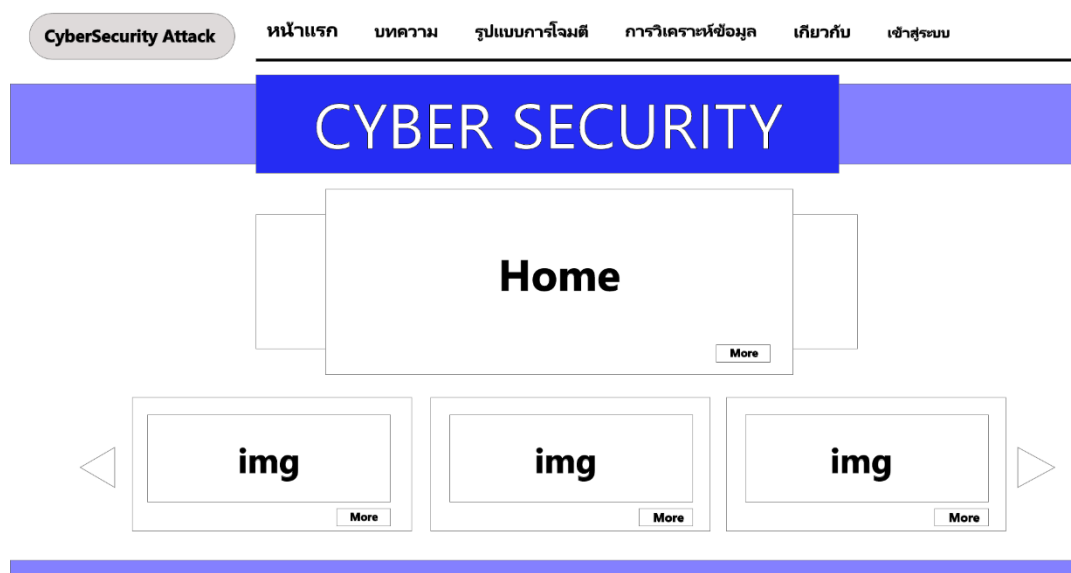 CyberSecurity Attack
หน้าแรก บทความ รูปแบบการโจมตี การวิเคราะห์ข้อมูล เกี่ยวกับ เข้าสู่ระบบ
CYBER SECURITY
Home
More
img img img
More More More